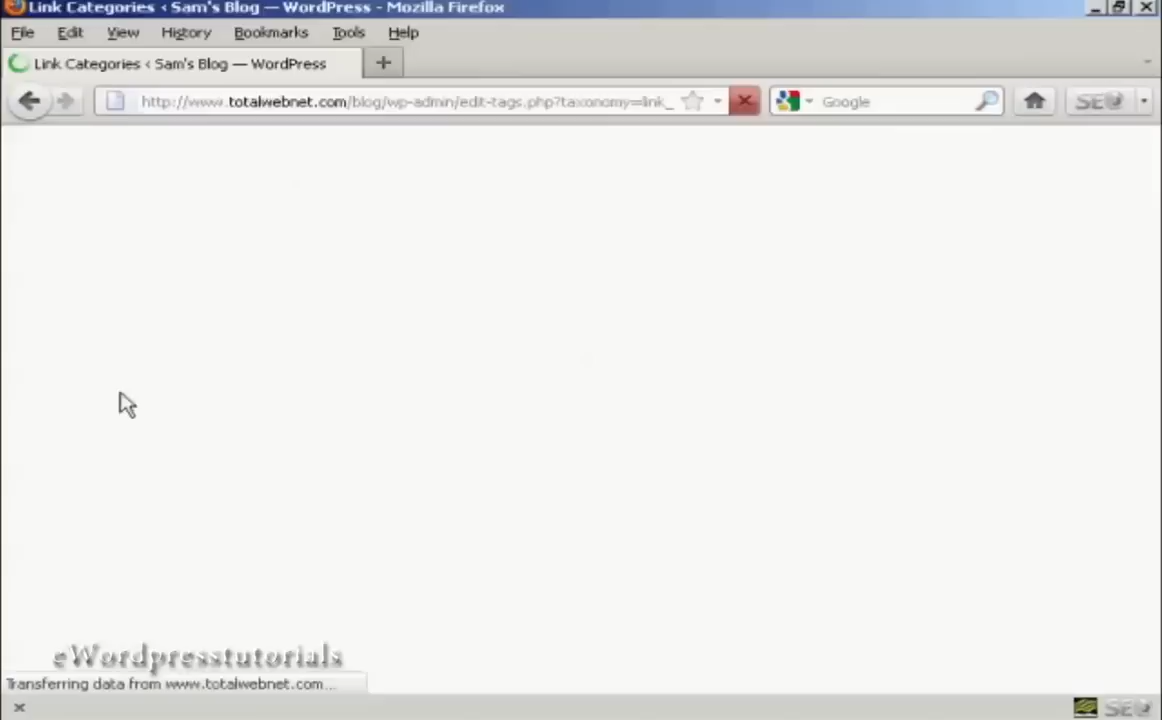 Link Categories ‹ Sam's Blog — WordPress - Mozilla Firefox
File Edit View History Bookmarks Tools Help
Link Categories ‹ Sam's Blog — WordPress
http://www.totalwebnet.com/blog/wp-admin/edit-tags.php?taxonomy=link_
Google
SEO
eWordpresstutorials
Transferring data from www.totalwebnet.com...
SEO